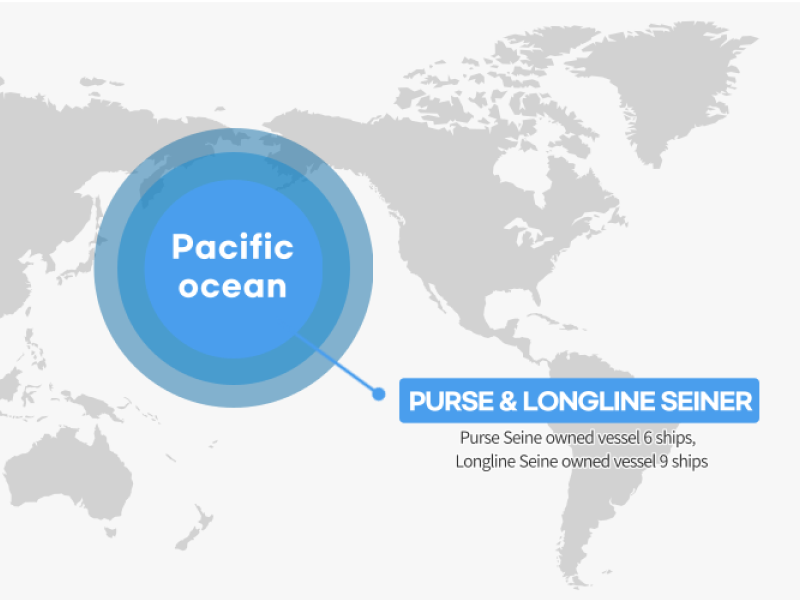 Pacific
ocean
PURSE & LONGLINE SEINER
Purse Seine owned vessel 6 ships,
Longline Seine owned vessel 9 ships